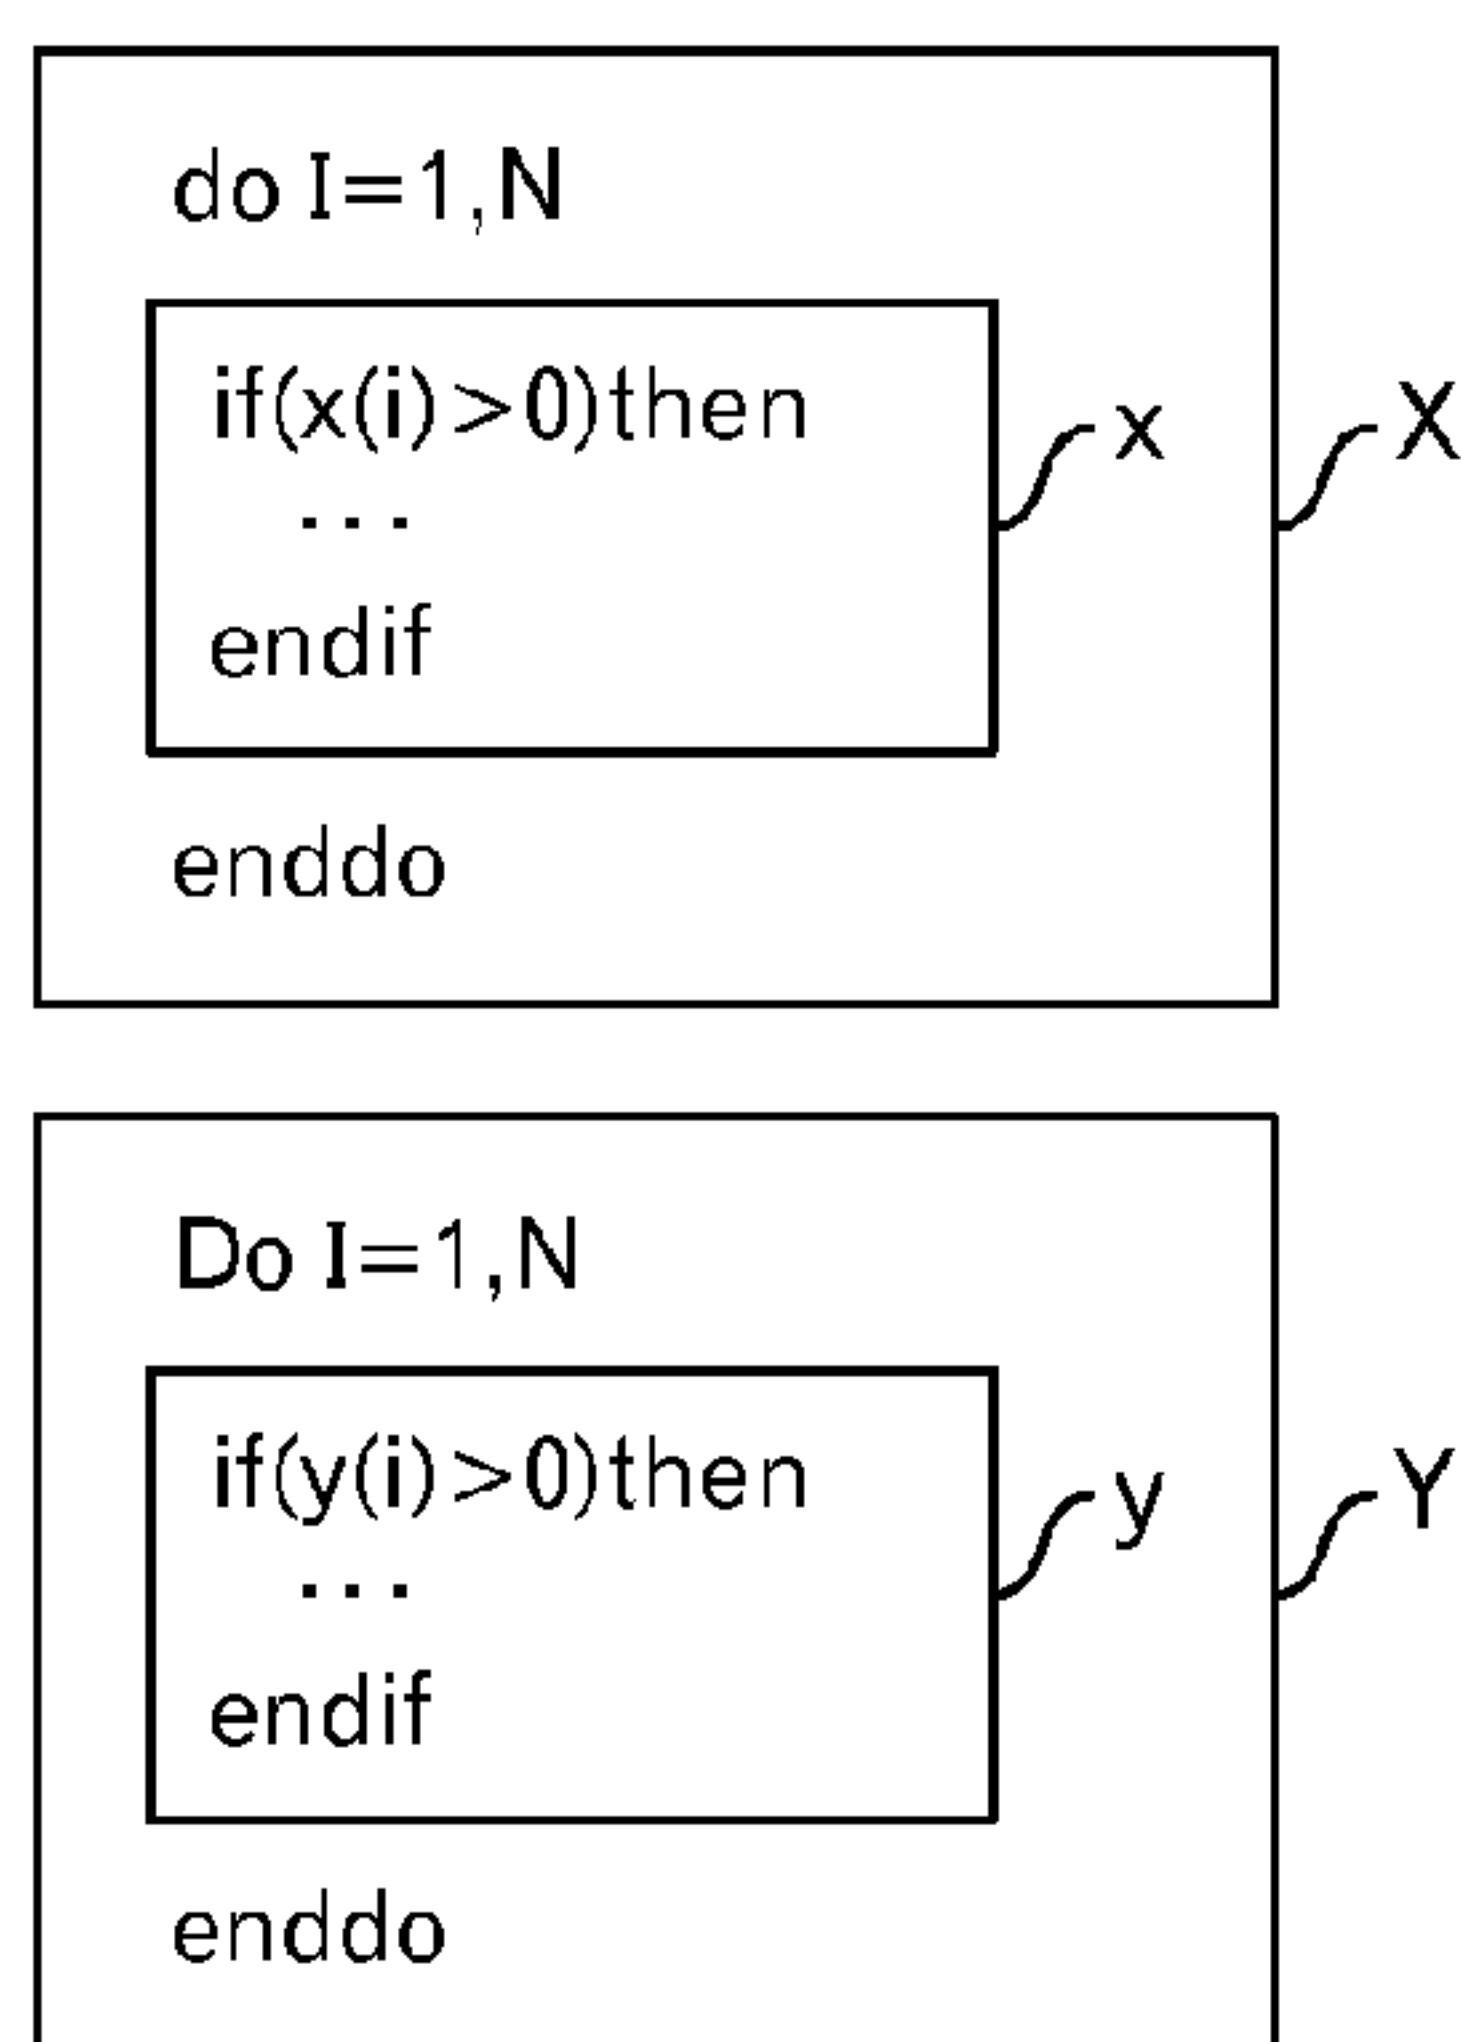 do I=1,N
if(x(i)>0)then
...
endif
enddo
x
X
Do I=1,N
if(y(i)>0)then
...
endif
enddo
y
Y